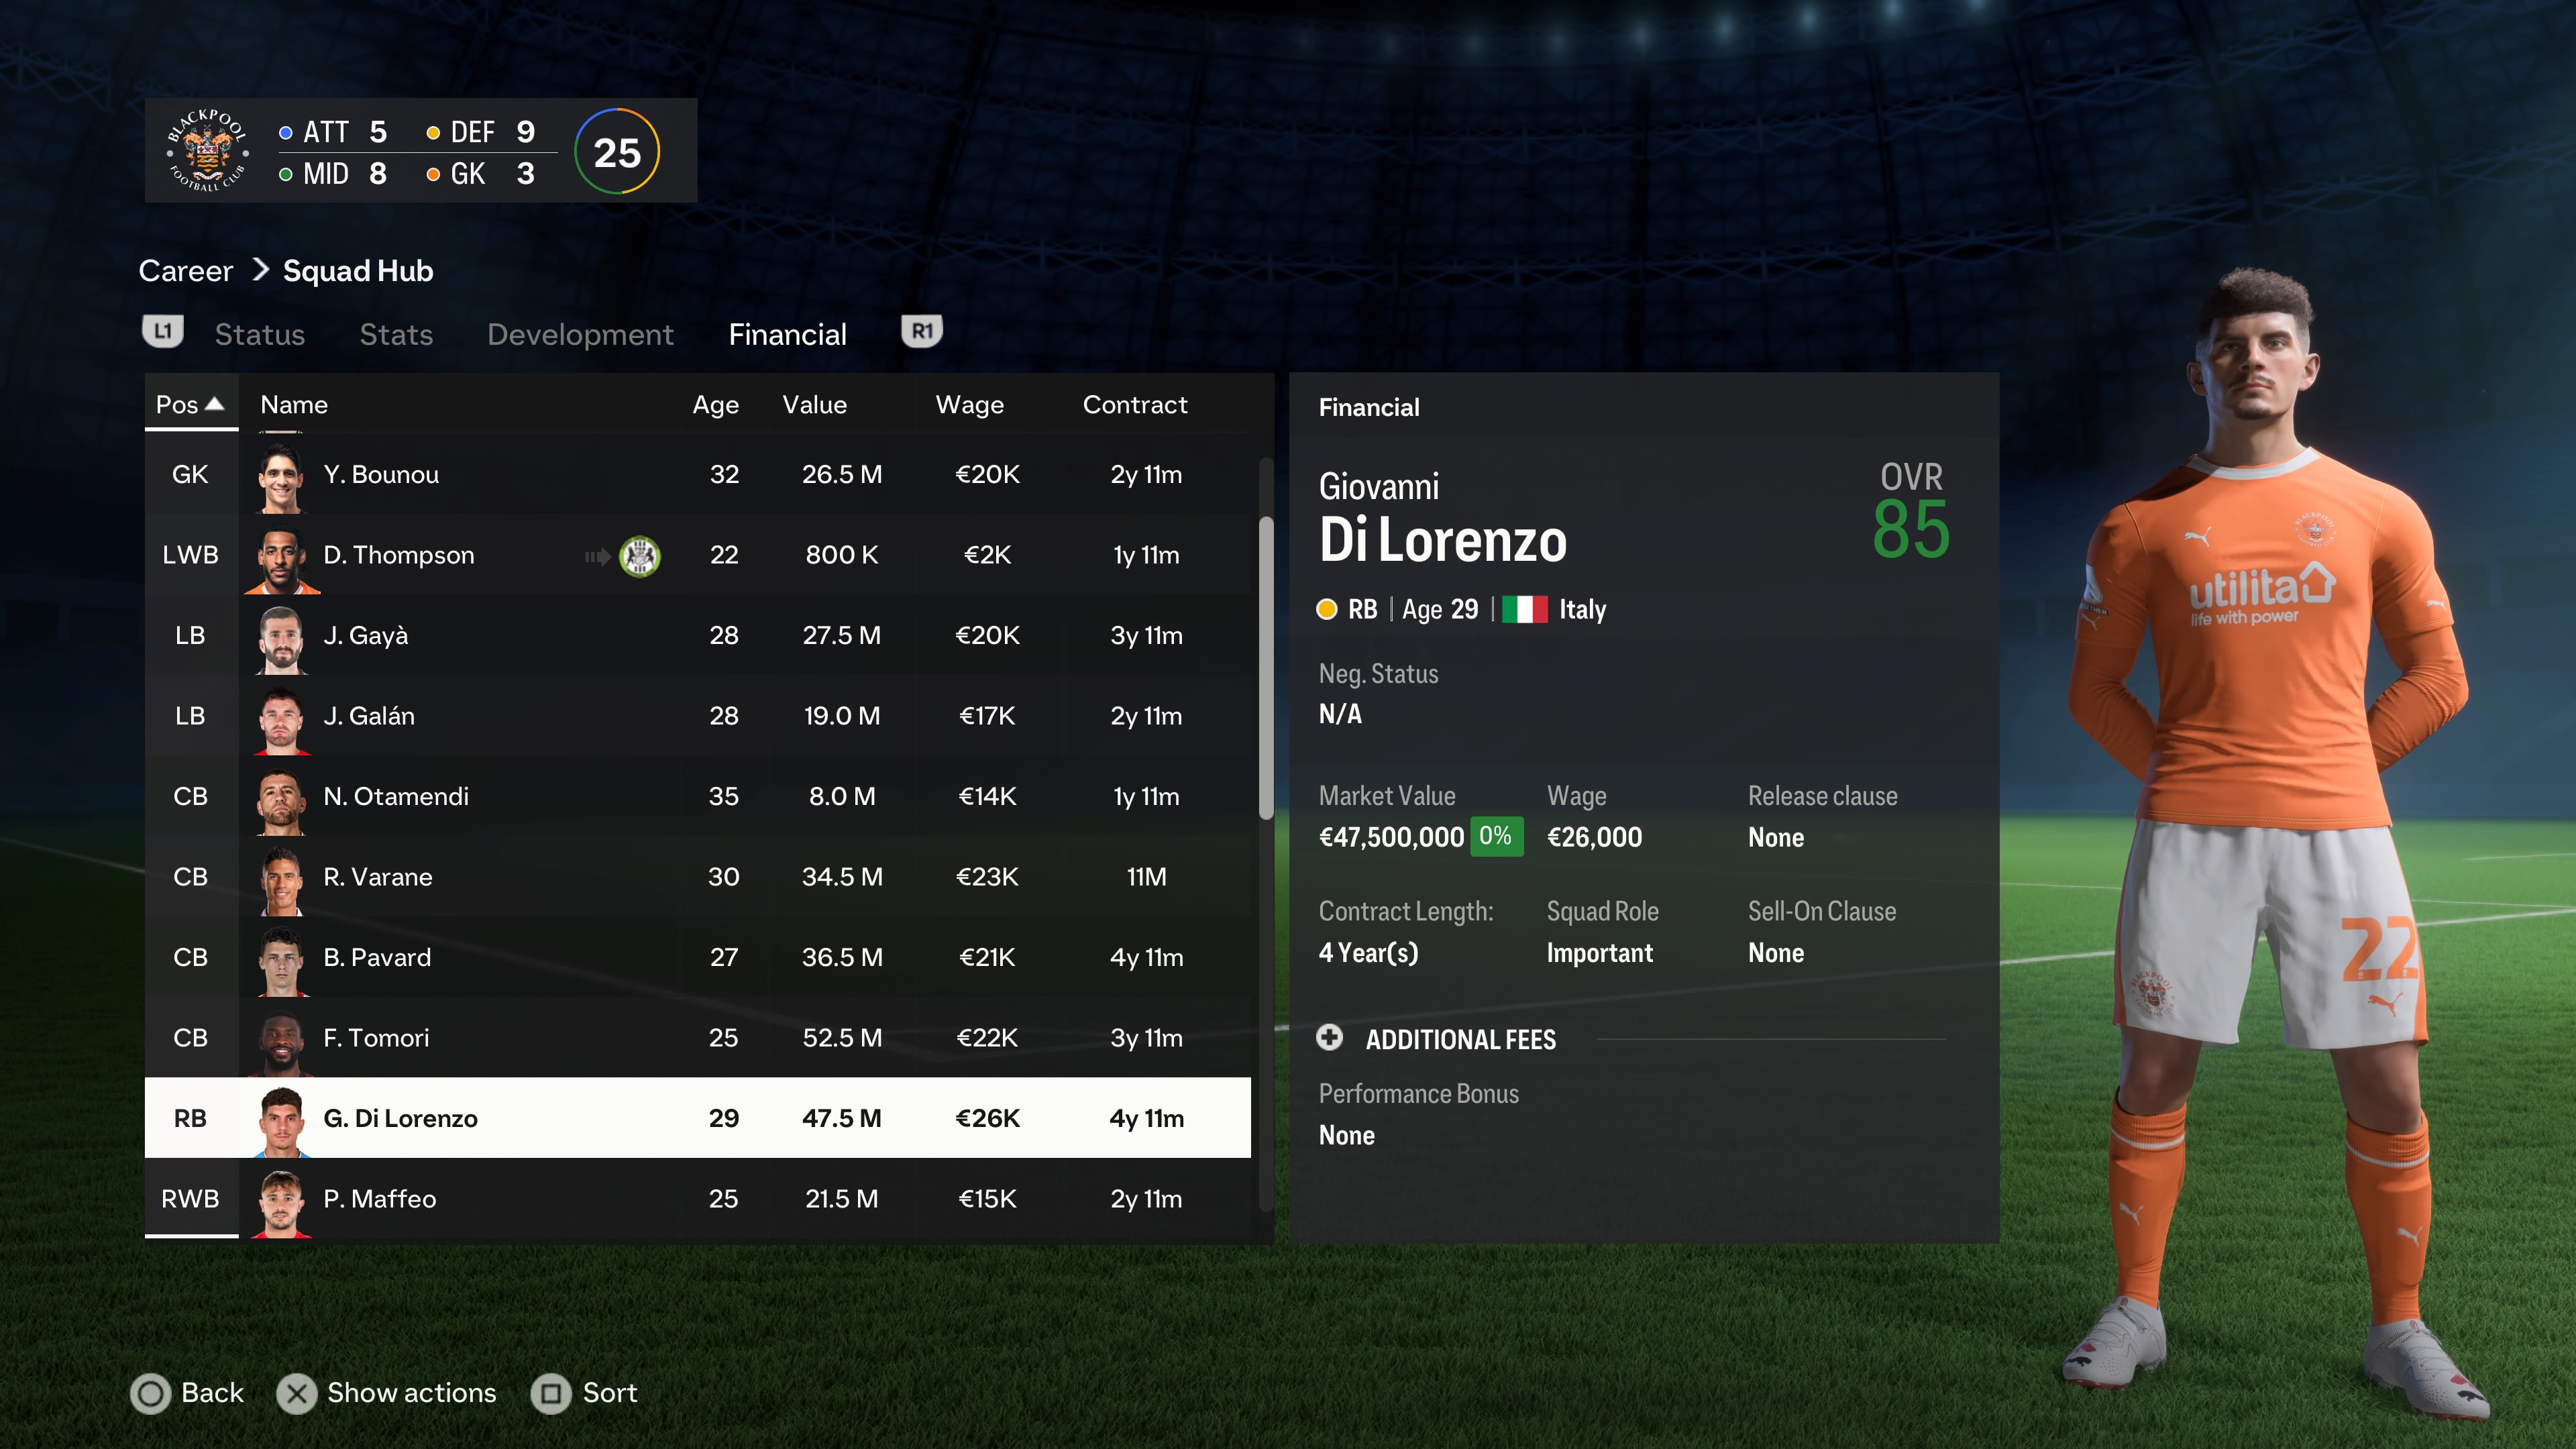 BLACKPOOL
FOOTBALL CLUB
ATT 5
DEF 9
MID 8
GK 3
25
Career > Squad Hub
L1 Status Stats Development Financial R1
Pos Name Age Value Wage Contract
GK Y. Bounou 32 26.5 M €20K 2y 11m
LWB D. Thompson 22 800 K €2K 1y 11m
LB J. Gayà 28 27.5 M €20K 3y 11m
LB J. Galán 28 19.0 M €17K 2y 11m
CB N. Otamendi 35 8.0 M €14K 1y 11m
CB R. Varane 30 34.5 M €23K 11M
CB B. Pavard 27 36.5 M €21K 4y 11m
CB F. Tomori 25 52.5 M €22K 3y 11m
RB G. Di Lorenzo 29 47.5 M €26K 4y 11m
RWB P. Maffeo 25 21.5 M €15K 2y 11m
Financial
Giovanni
Di Lorenzo
OVR
85
RB | Age 29 | Italy
Neg. Status
N/A
Market Value Wage Release clause
€47,500,000 0% €26,000 None
Contract Length: Squad Role Sell-On Clause
4 Year(s) Important None
ADDITIONAL FEES
Performance Bonus
None
utilita
life with power
22
Back Show actions Sort